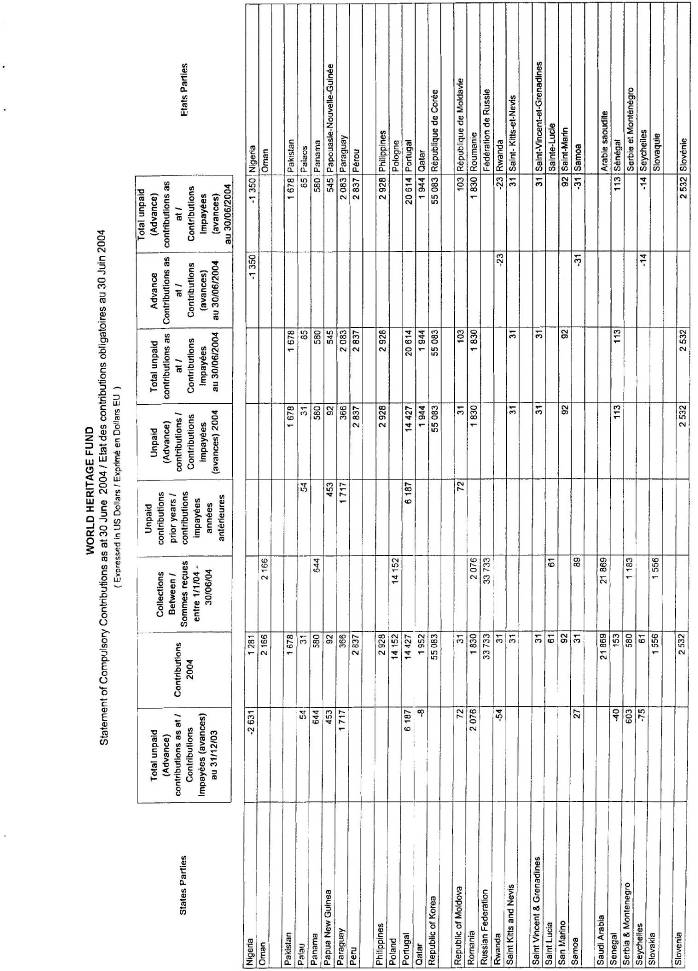 WORLD HERITAGE FUND
Statement of Compulsory Contributions as at 30 June 2004 / Etat des contributions obligatoires au 30 Juin 2004
( Expressed in US Dollars / Exprimé en Dollars EU )
States Parties
Total unpaid
(Advance)
contributions as at /
Contributions
Impayées (avances)
au 31/12/03
Contributions
2004
Collections
Between /
Sommes reçues
entre 1/1/04 -
30/06/04
Unpaid
contributions
prior years /
contributions
impayées
années
antérieures
Unpaid
(Advance)
contributions /
Contributions
Impayées
(avances) 2004
Total unpaid
contributions as
at /
Contributions
Impayées
au 30/06/2004
Advance
contributions as
at /
Contributions
(avances)
au 30/06/2004
Total unpaid
(Advance)
contributions as
at /
Contributions
Impayées
(avances)
au 30/06/2004
Etats Parties
Nigeria -2 631 1 281 -1 350 -1 350 Nigeria
Oman 2 166 2 166 Oman
Pakistan 1 678 1 678 1 678 1 678 Pakistan
Palau 54 31 54 31 85 85 Palaos
Panama 644 580 644 580 580 580 Panama
Papua New Guinea 453 92 453 92 545 545 Papouasie-Nouvelle-Guinée
Paraguay 1 717 366 1 717 366 2 083 2 083 Paraguay
Peru 2 837 2 837 2 837 2 837 Pérou
Philippines 2 928 2 928 2 928 2 928 Philippines
Poland 14 152 14 152 Pologne
Portugal 6 187 14 427 6 187 14 427 20 614 20 614 Portugal
Qatar -8 1 952 1 944 1 944 1 944 Qatar
Republic of Korea 55 083 55 083 55 083 55 083 Republique de Corée
Republic of Moldova 72 31 72 31 103 103 République de Moldavie
Romania 2 076 1 830 2 076 1 830 1 830 1 830 Roumanie
Russian Federation 33 733 33 733 Fédération de Russie
Rwanda -54 31 -23 -23 Rwanda
Saint Kitts and Nevis 31 31 31 31 Saint- Kitts-et-Nevis
Saint Vincent & Grenadines 31 31 31 31 Saint-Vincent-et-Grenadines
Saint Lucia 61 61 Sainte-Lucie
San Marino 92 92 92 92 Saint-Marin
Samoa 27 31 89 -31 -31 Samoa
Saudi Arabia 21 869 21 869 Arabie saoudite
Senegal -40 153 113 113 113 Sénégal
Serbia & Montenegro 603 580 1 183 Serbie et Monténégro
Seychelles -75 61 -14 -14 Seychelles
Slovakia 1 556 1 556 Slovaquie
Slovenia 2 532 2 532 2 532 2 532 Slovénie